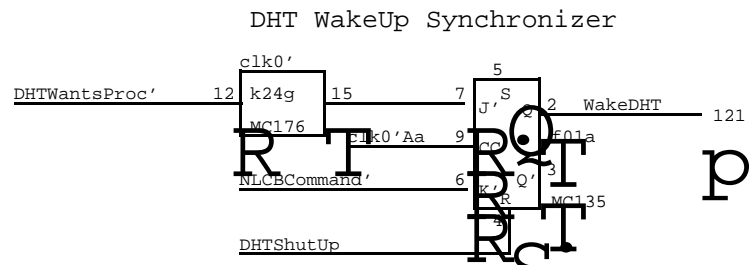 DHT WakeUp Synchronizer
clk0'
DHTWantsProc' 12 k24g 15
MC176
5
S
7 J' Q 2 WakeDHT 121
clk0'Aa 9 CC f01a
3
Q'
NLCBCommand' 6 K'
R MC135
4
DHTShutUp
R T R T
R T
R S
p